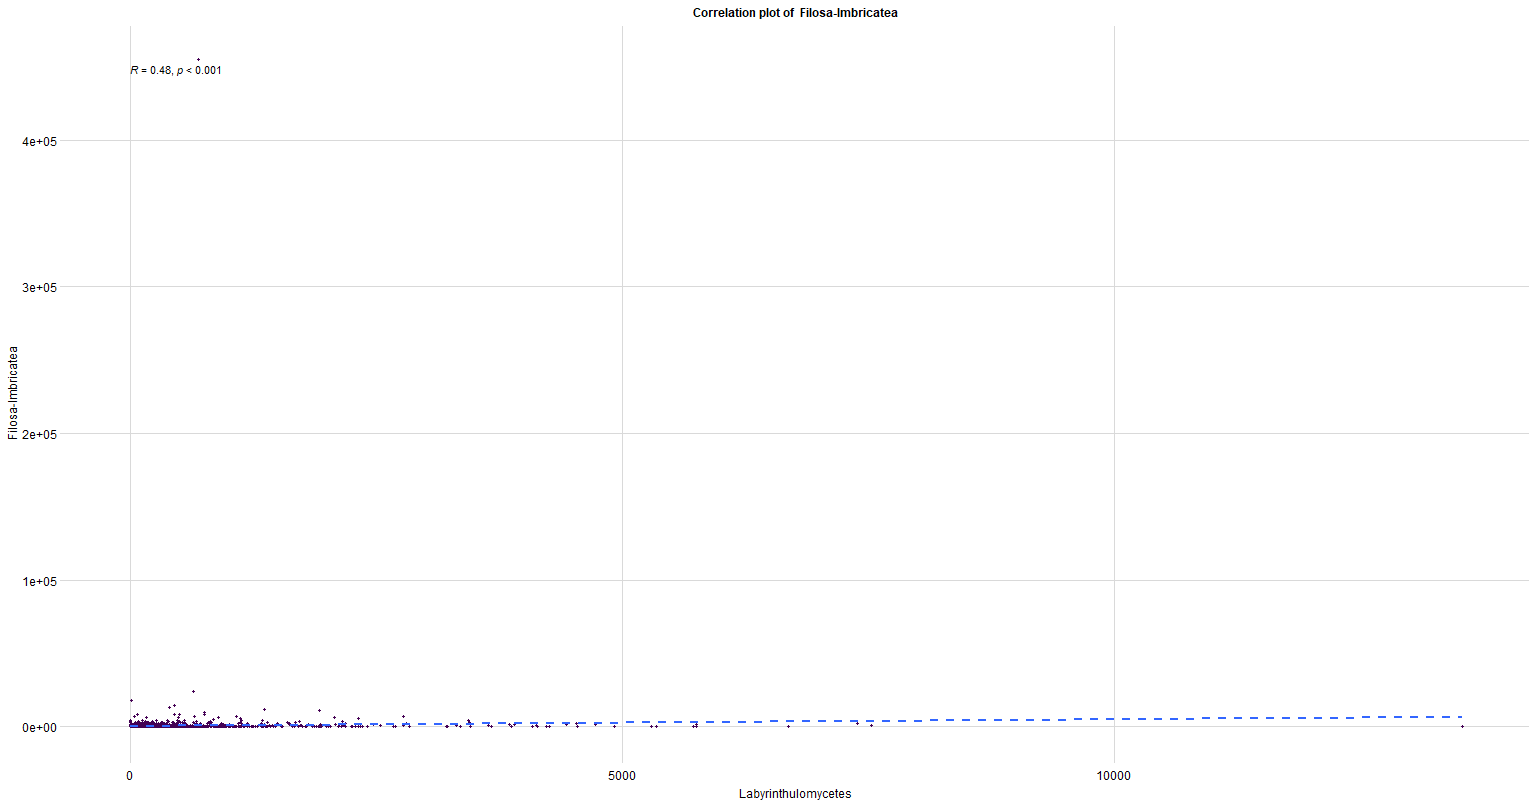 Correlation plot of Filosa-Imbricatea
R = 0.48, p < 0.001
4e+05
3e+05
2e+05
1e+05
0e+00
Filosa-Imbricatea
0
5000
10000
Labyrinthulomycetes